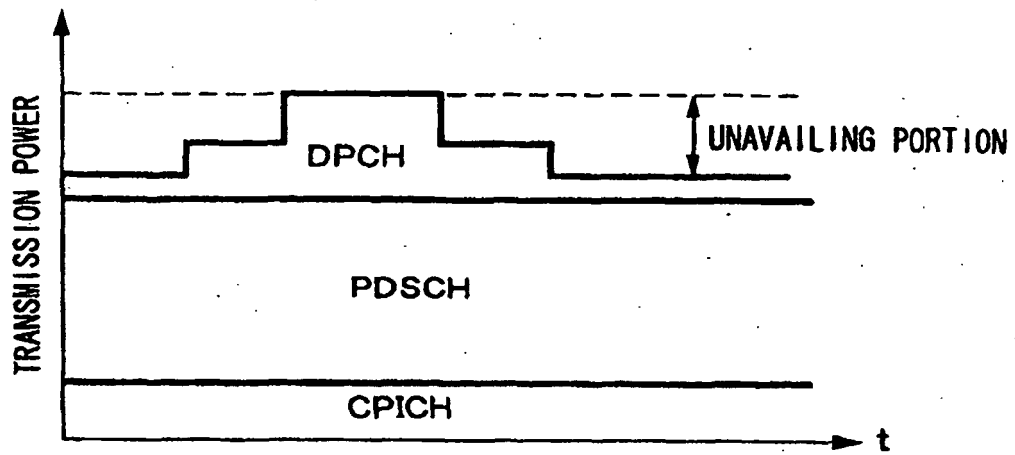 TRANSMISSION POWER
DPCH
UNAVAILING PORTION
PDSCH
CPICH
t